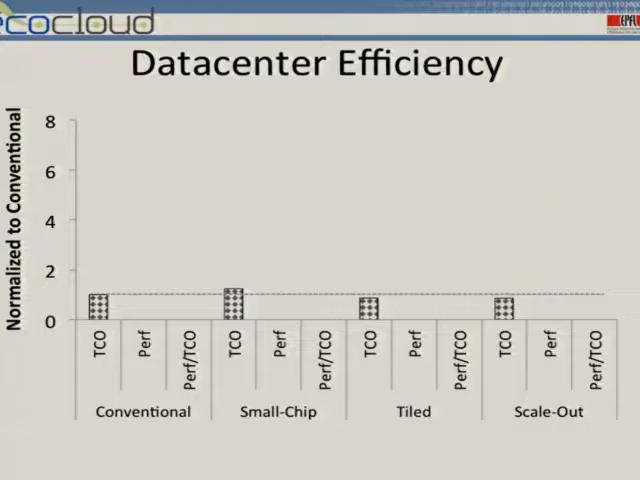 ecocloud
EPFL
Datacenter Efficiency
Normalized to Conventional
8
6
4
2
0
TCO Perf Perf/TCO TCO Perf Perf/TCO TCO Perf Perf/TCO TCO Perf Perf/TCO
Conventional Small-Chip Tiled Scale-Out